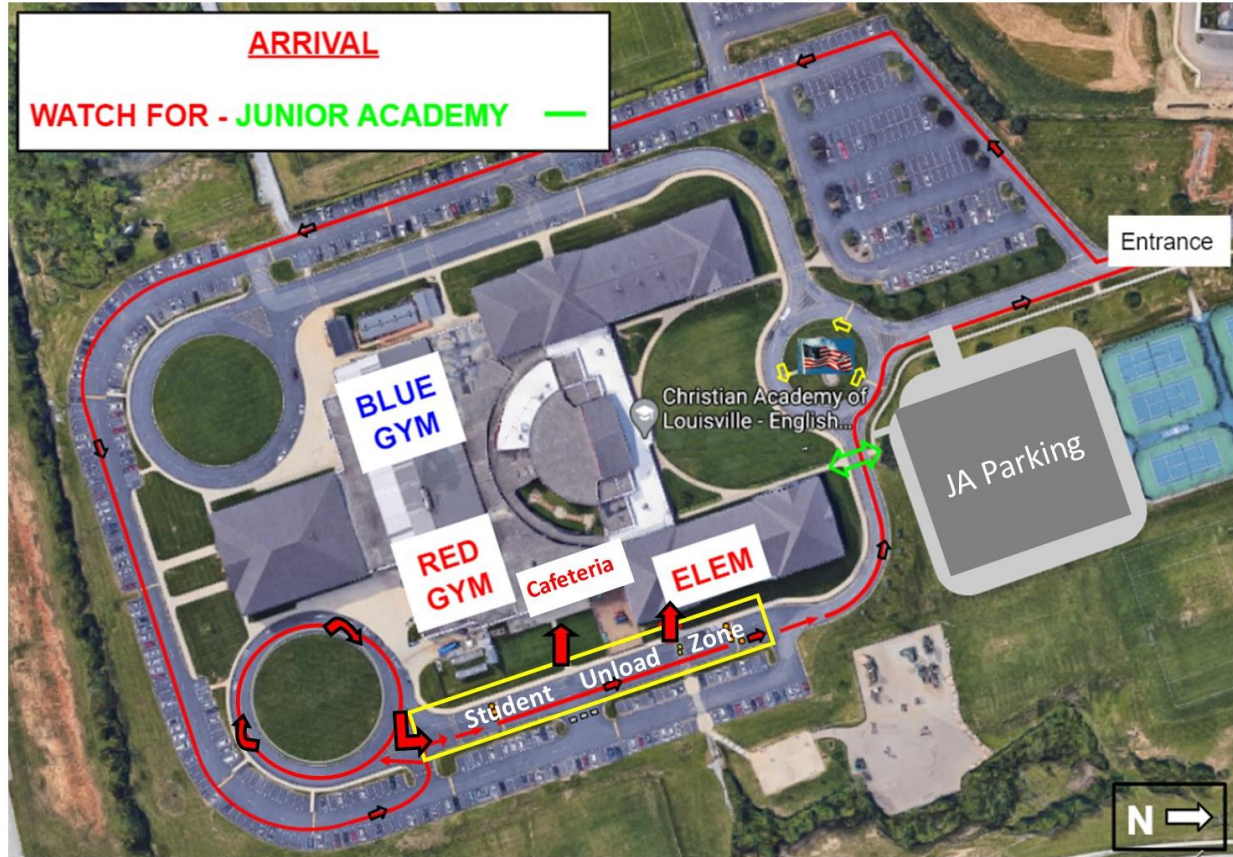 ARRIVAL
WATCH FOR - JUNIOR ACADEMY
Entrance
Christian Academy of
Louisville - English...
BLUE
GYM
JA Parking
RED
GYM
Cafeteria
ELEM
Student Unload Zone
N